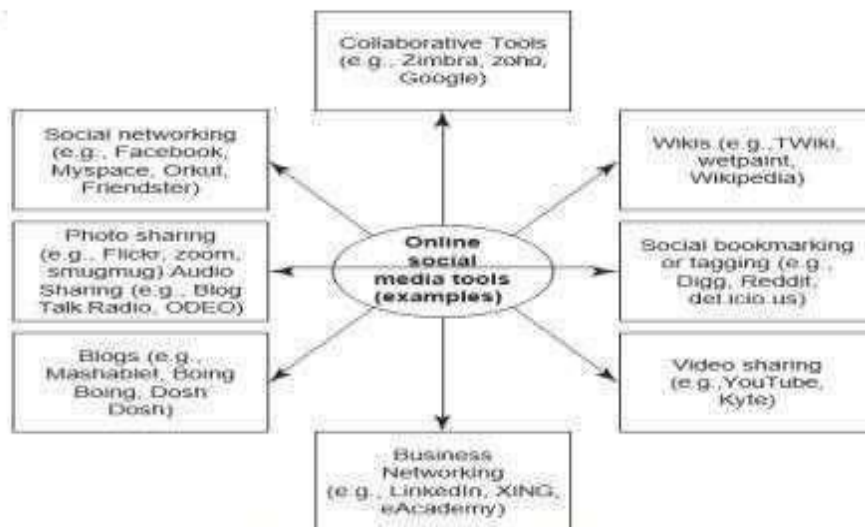 Collaborative Tools
(e.g., Zimbra, zoho,
Google)
Social networking
(e.g., Facebook,
Myspace, Orkut,
Friendster)
Wikis (e.g.,TWiki,
wetpaint,
Wikipedia)
Photo sharing
(e.g., Flickr, zoom,
smugmug) Audio
Sharing (e.g., Blog
Talk Radio, ODEO)
Online
social
media tools
(examples)
Social bookmarking
or tagging (e.g.,
Digg, Reddit,
del.icio.us)
Blogs (e.g.,
Mashablet, Boing
Boing, Dosh
Dosh)
Video sharing
(e.g.,YouTube,
Kyte)
Business
Networking
(e.g., LinkedIn, XING,
eAcademy)